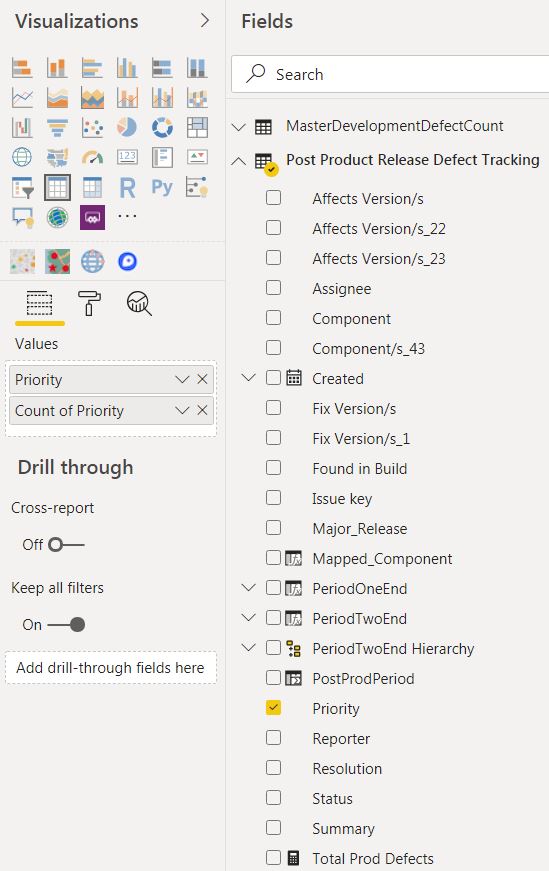 Visualizations
123
R
Py
Values
Priority
Count of Priority
Drill through
Cross-report
Off
Keep all filters
On
Add drill-through fields here
Fields
Search
MasterDevelopmentDefectCount
Post Product Release Defect Tracking
Affects Version/s
Affects Version/s_22
Affects Version/s_23
Assignee
Component
Component/s_43
Created
Fix Version/s
Fix Version/s_1
Found in Build
Issue key
Major_Release
Mapped_Component
PeriodOneEnd
PeriodTwoEnd
PeriodTwoEnd Hierarchy
PostProdPeriod
Priority
Reporter
Resolution
Status
Summary
Total Prod Defects